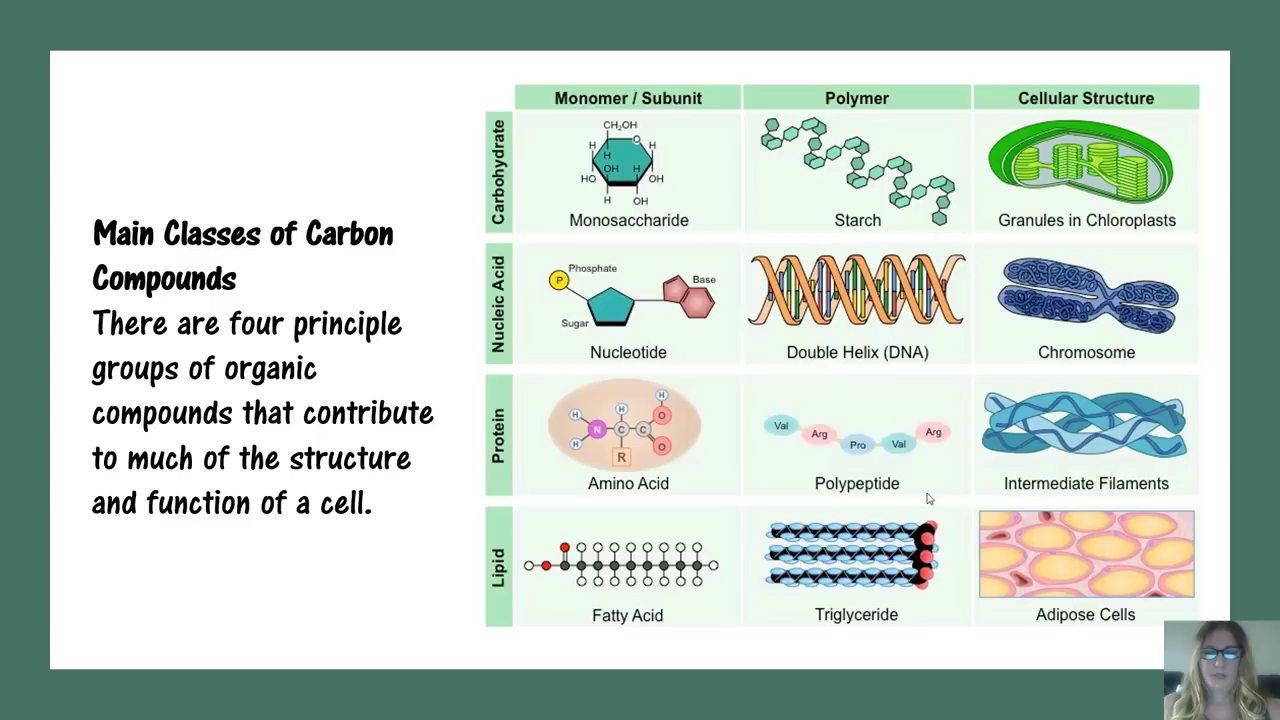 Main Classes of Carbon
Compounds
There are four principle
groups of organic
compounds that contribute
to much of the structure
and function of a cell.
Monomer / Subunit
Polymer
Cellular Structure
Carbohydrate
CH₂OH
O
H
H
H
OH
H
HO
OH
H
OH
Monosaccharide
Starch
Granules in Chloroplasts
Nucleic Acid
Phosphate
P
Base
Sugar
Nucleotide
Double Helix (DNA)
Chromosome
Protein
H
H
H
O
N
C
C
H
O
R
Amino Acid
Val
Arg
Pro
Val
Arg
Polypeptide
Intermediate Filaments
Lipid
Fatty Acid
Triglyceride
Adipose Cells